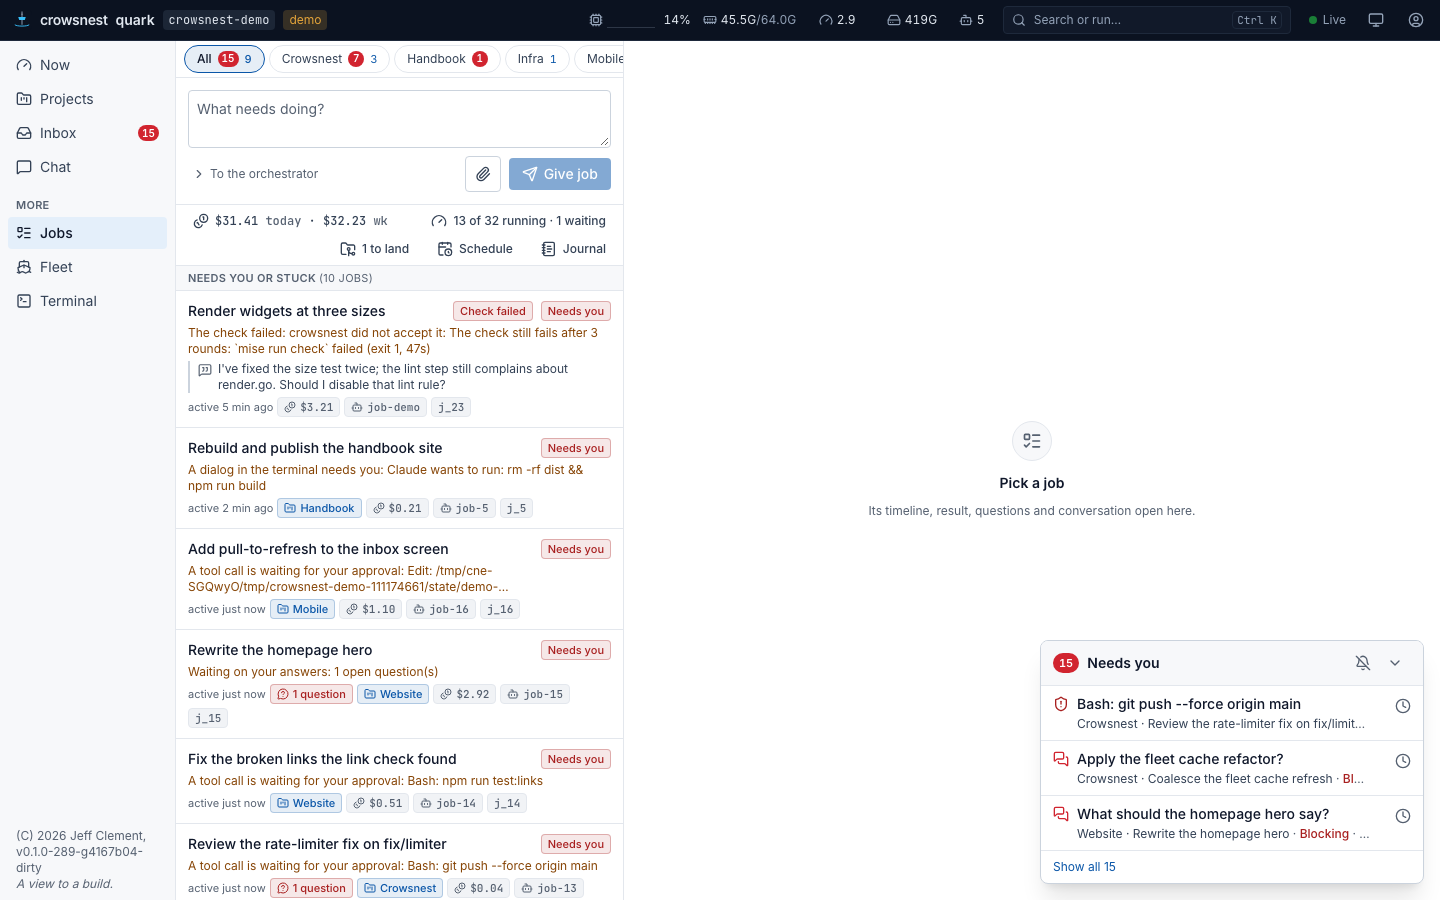 crowsnest quark crowsnest-demo demo
14% 45.5G/64.0G 2.9 419G 5 Search or run... Ctrl K Live
Now
Projects
Inbox 15
Chat
MORE
Jobs
Fleet
Terminal
(C) 2026 Jeff Clement,
v0.1.0-289-g4167b04-
dirty
A view to a build.
All 15 9 Crowsnest 7 3 Handbook 1 Infra 1 Mobile
What needs doing?
To the orchestrator Give job
$31.41 today · $32.23 wk 13 of 32 running · 1 waiting
1 to land Schedule Journal
NEEDS YOU OR STUCK (10 JOBS)
Render widgets at three sizes Check failed Needs you
The check failed: crowsnest did not accept it: The check still fails after 3
rounds: `mise run check` failed (exit 1, 47s)
I've fixed the size test twice; the lint step still complains about
render.go. Should I disable that lint rule?
active 5 min ago $3.21 job-demo j_23
Rebuild and publish the handbook site Needs you
A dialog in the terminal needs you: Claude wants to run: rm -rf dist &&
npm run build
active 2 min ago Handbook $0.21 job-5 j_5
Add pull-to-refresh to the inbox screen Needs you
A tool call is waiting for your approval: Edit: /tmp/cne-
SGQwyO/tmp/crowsnest-demo-111174661/state/demo-...
active just now Mobile $1.10 job-16 j_16
Rewrite the homepage hero Needs you
Waiting on your answers: 1 open question(s)
active just now 1 question Website $2.92 job-15
j_15
Fix the broken links the link check found Needs you
A tool call is waiting for your approval: Bash: npm run test:links
active just now Website $0.51 job-14 j_14
Review the rate-limiter fix on fix/limiter Needs you
A tool call is waiting for your approval: Bash: git push --force origin main
active just now 1 question Crowsnest $0.04 job-13
Pick a job
Its timeline, result, questions and conversation open here.
15 Needs you
Bash: git push --force origin main
Crowsnest · Review the rate-limiter fix on fix/limit...
Apply the fleet cache refactor?
Crowsnest · Coalesce the fleet cache refresh · Bl...
What should the homepage hero say?
Website · Rewrite the homepage hero · Blocking · ...
Show all 15